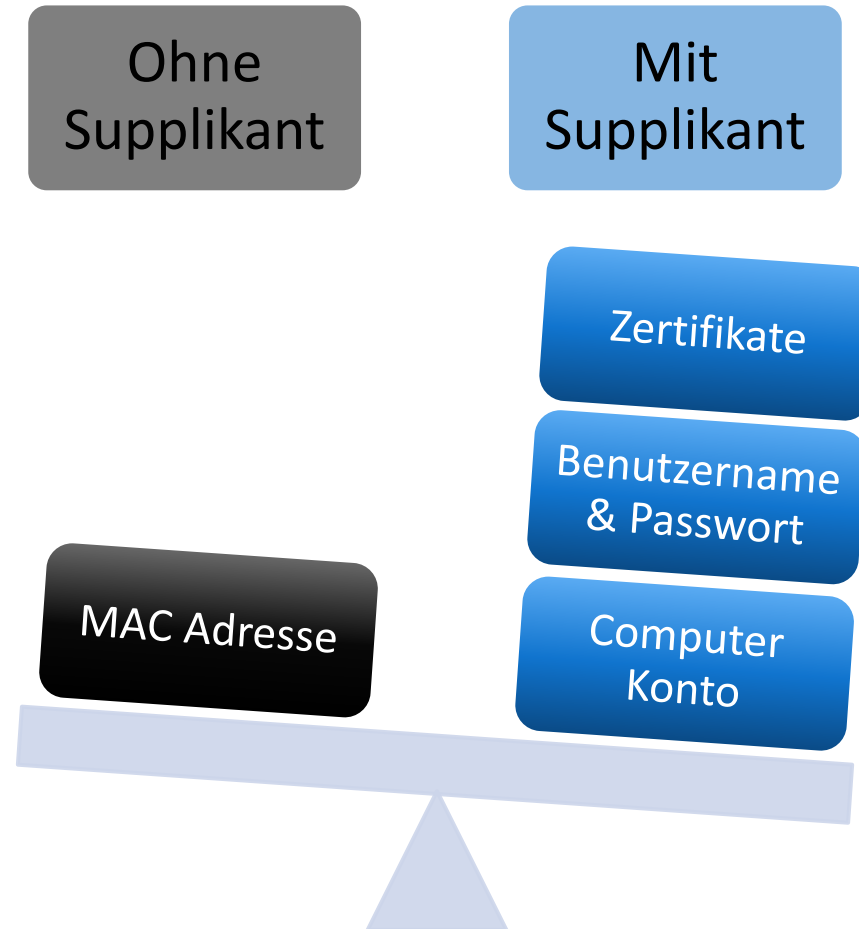 Ohne
Supplikant
Mit
Supplikant
Zertifikate
Benutzername
& Passwort
MAC Adresse
Computer
Konto